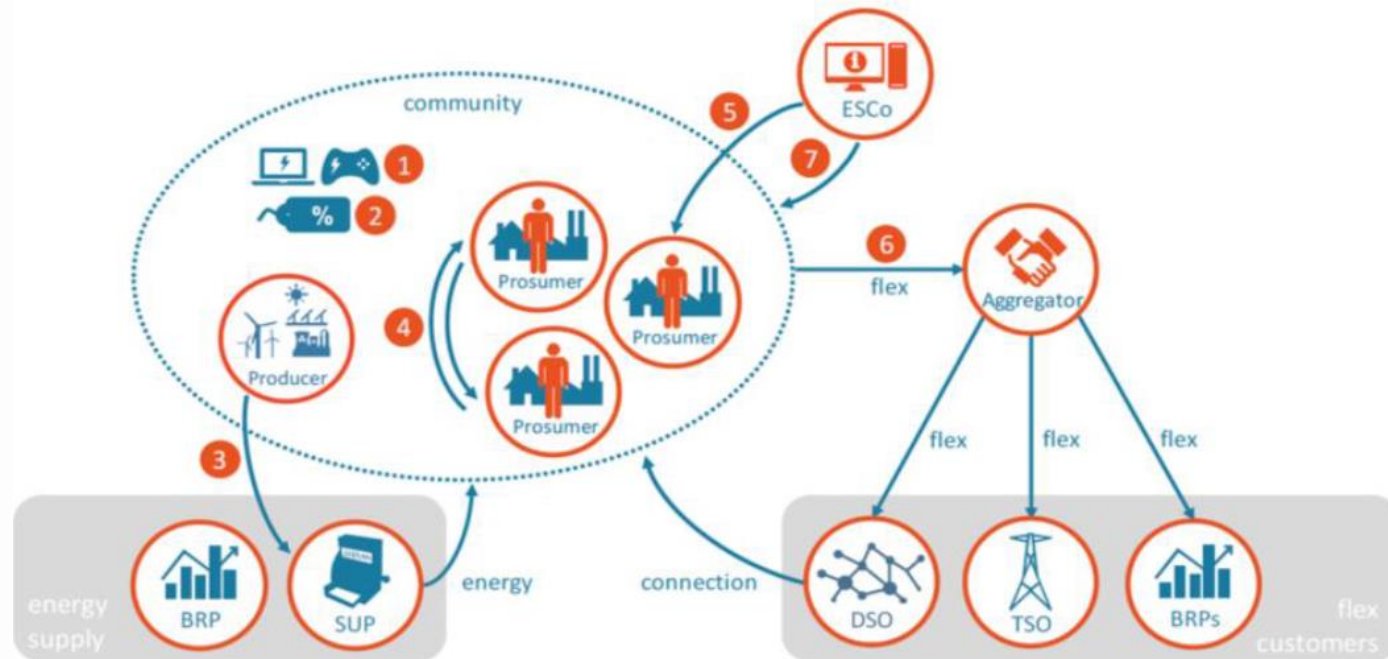 ESCo
community
5
7
1
%
2
Prosumer
6
flex
Aggregator
4
Prosumer
Producer
Prosumer
flex
flex
flex
3
energy
connection
BRP
SUP
DSO
TSO
BRPs
energy
supply
flex
customers